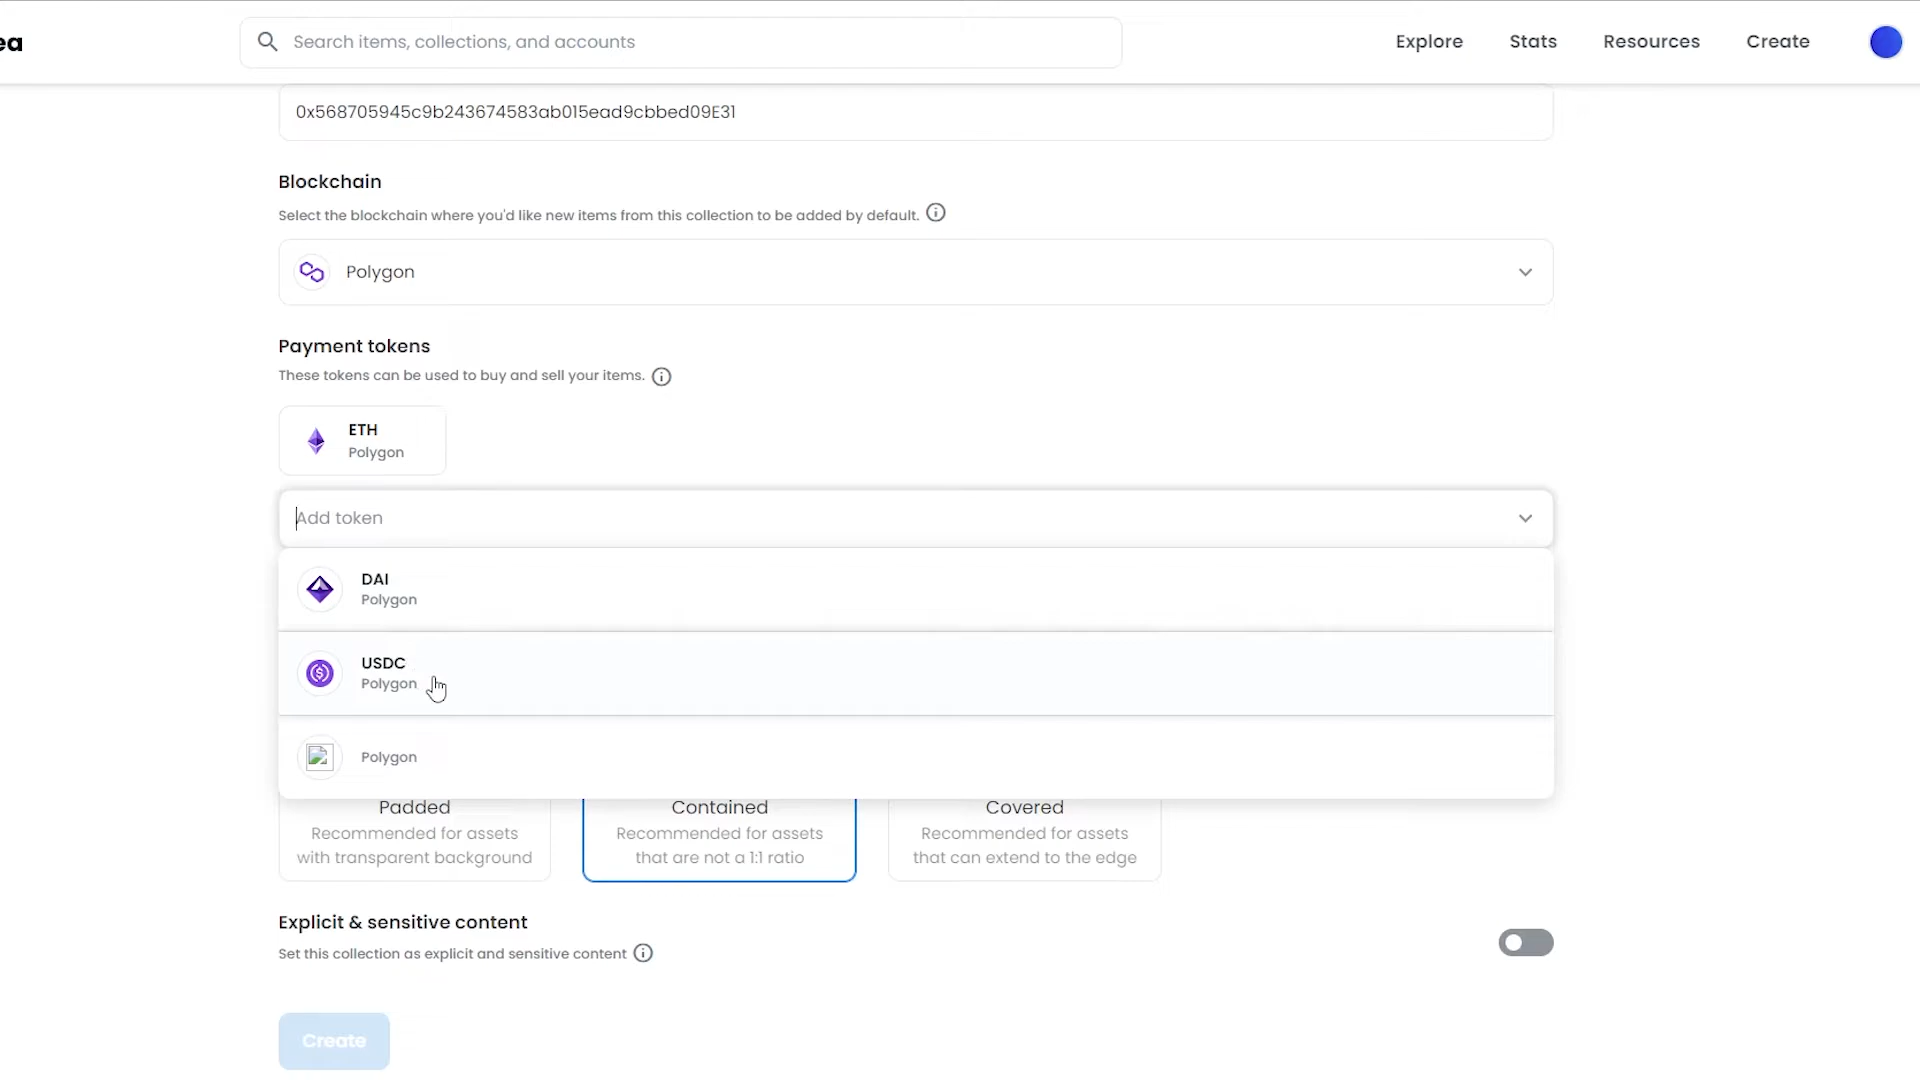 ea
Search items, collections, and accounts
Explore
Stats
Resources
Create
0x568705945c9b243674583ab015ead9cbbed09E31
Blockchain
Select the blockchain where you'd like new items from this collection to be added by default.
Polygon
Payment tokens
These tokens can be used to buy and sell your items.
ETH
Polygon
Add token
DAI
Polygon
USDC
Polygon
Polygon
Padded
Recommended for assets
with transparent background
Contained
Recommended for assets
that are not a 1:1 ratio
Covered
Recommended for assets
that can extend to the edge
Explicit & sensitive content
Set this collection as explicit and sensitive content
Create